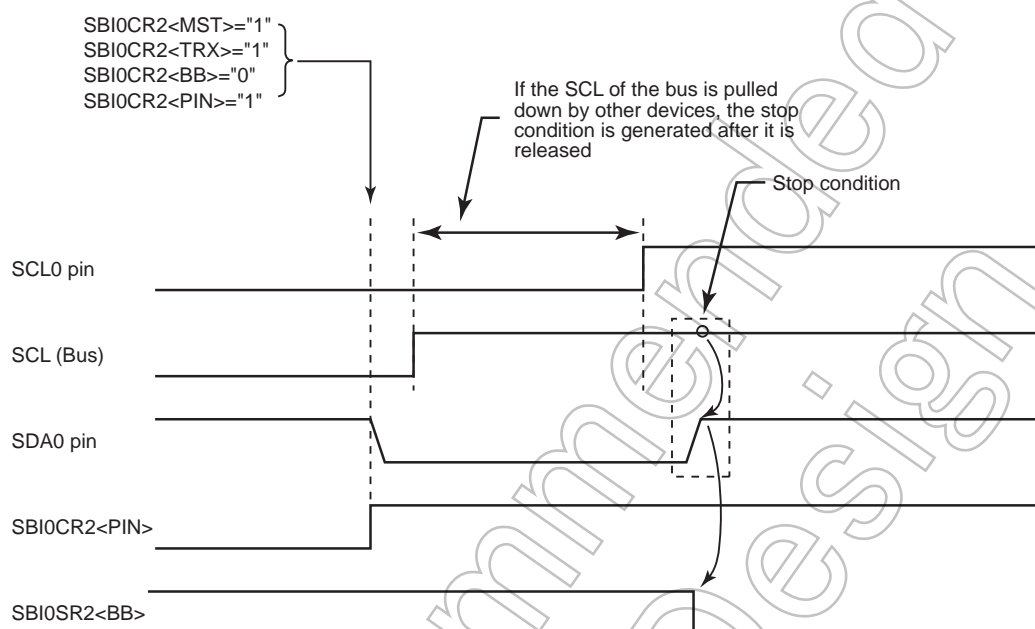 SBI0CR2<MST>="1"
SBI0CR2<TRX>="1"
SBI0CR2<BB>="0"
SBI0CR2<PIN>="1"
If the SCL of the bus is pulled
down by other devices, the stop
condition is generated after it is
released
Stop condition
SCL0 pin
SCL (Bus)
SDA0 pin
SBI0CR2<PIN>
SBI0SR2<BB>